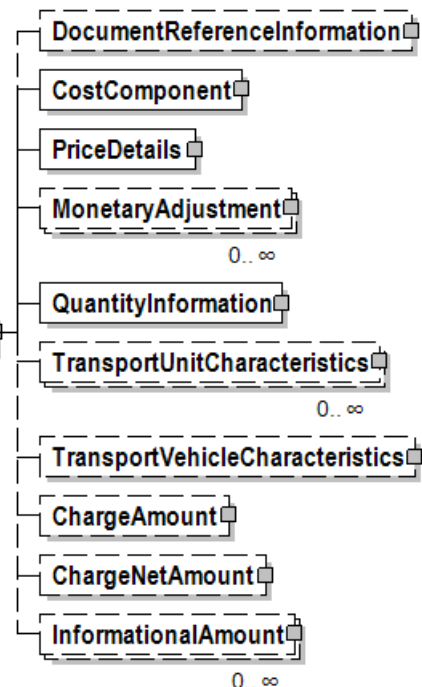 DocumentReferenceInformation
CostComponent
PriceDetails
MonetaryAdjustment
0.. ∞
QuantityInformation
TransportUnitCharacteristics
0.. ∞
TransportVehicleCharacteristics
ChargeAmount
ChargeNetAmount
InformationalAmount
0.. ∞